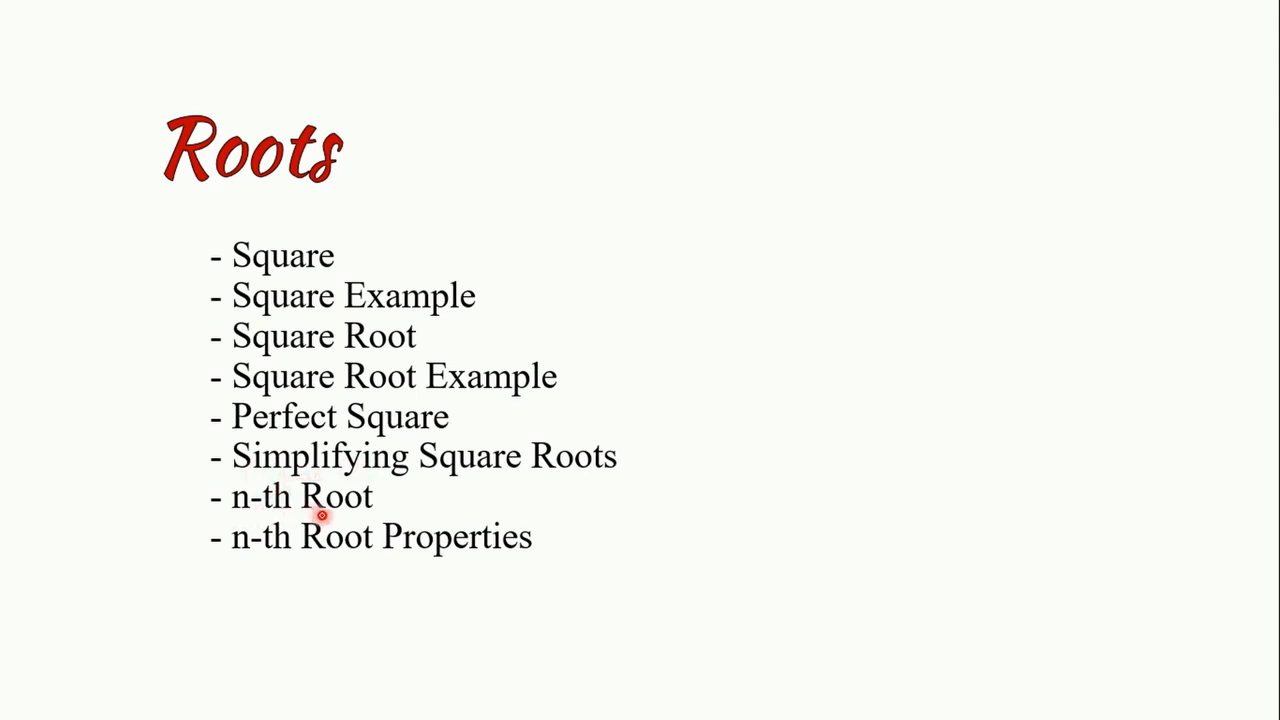 Roots
- Square
- Square Example
- Square Root
- Square Root Example
- Perfect Square
- Simplifying Square Roots
- n-th Root
- n-th Root Properties